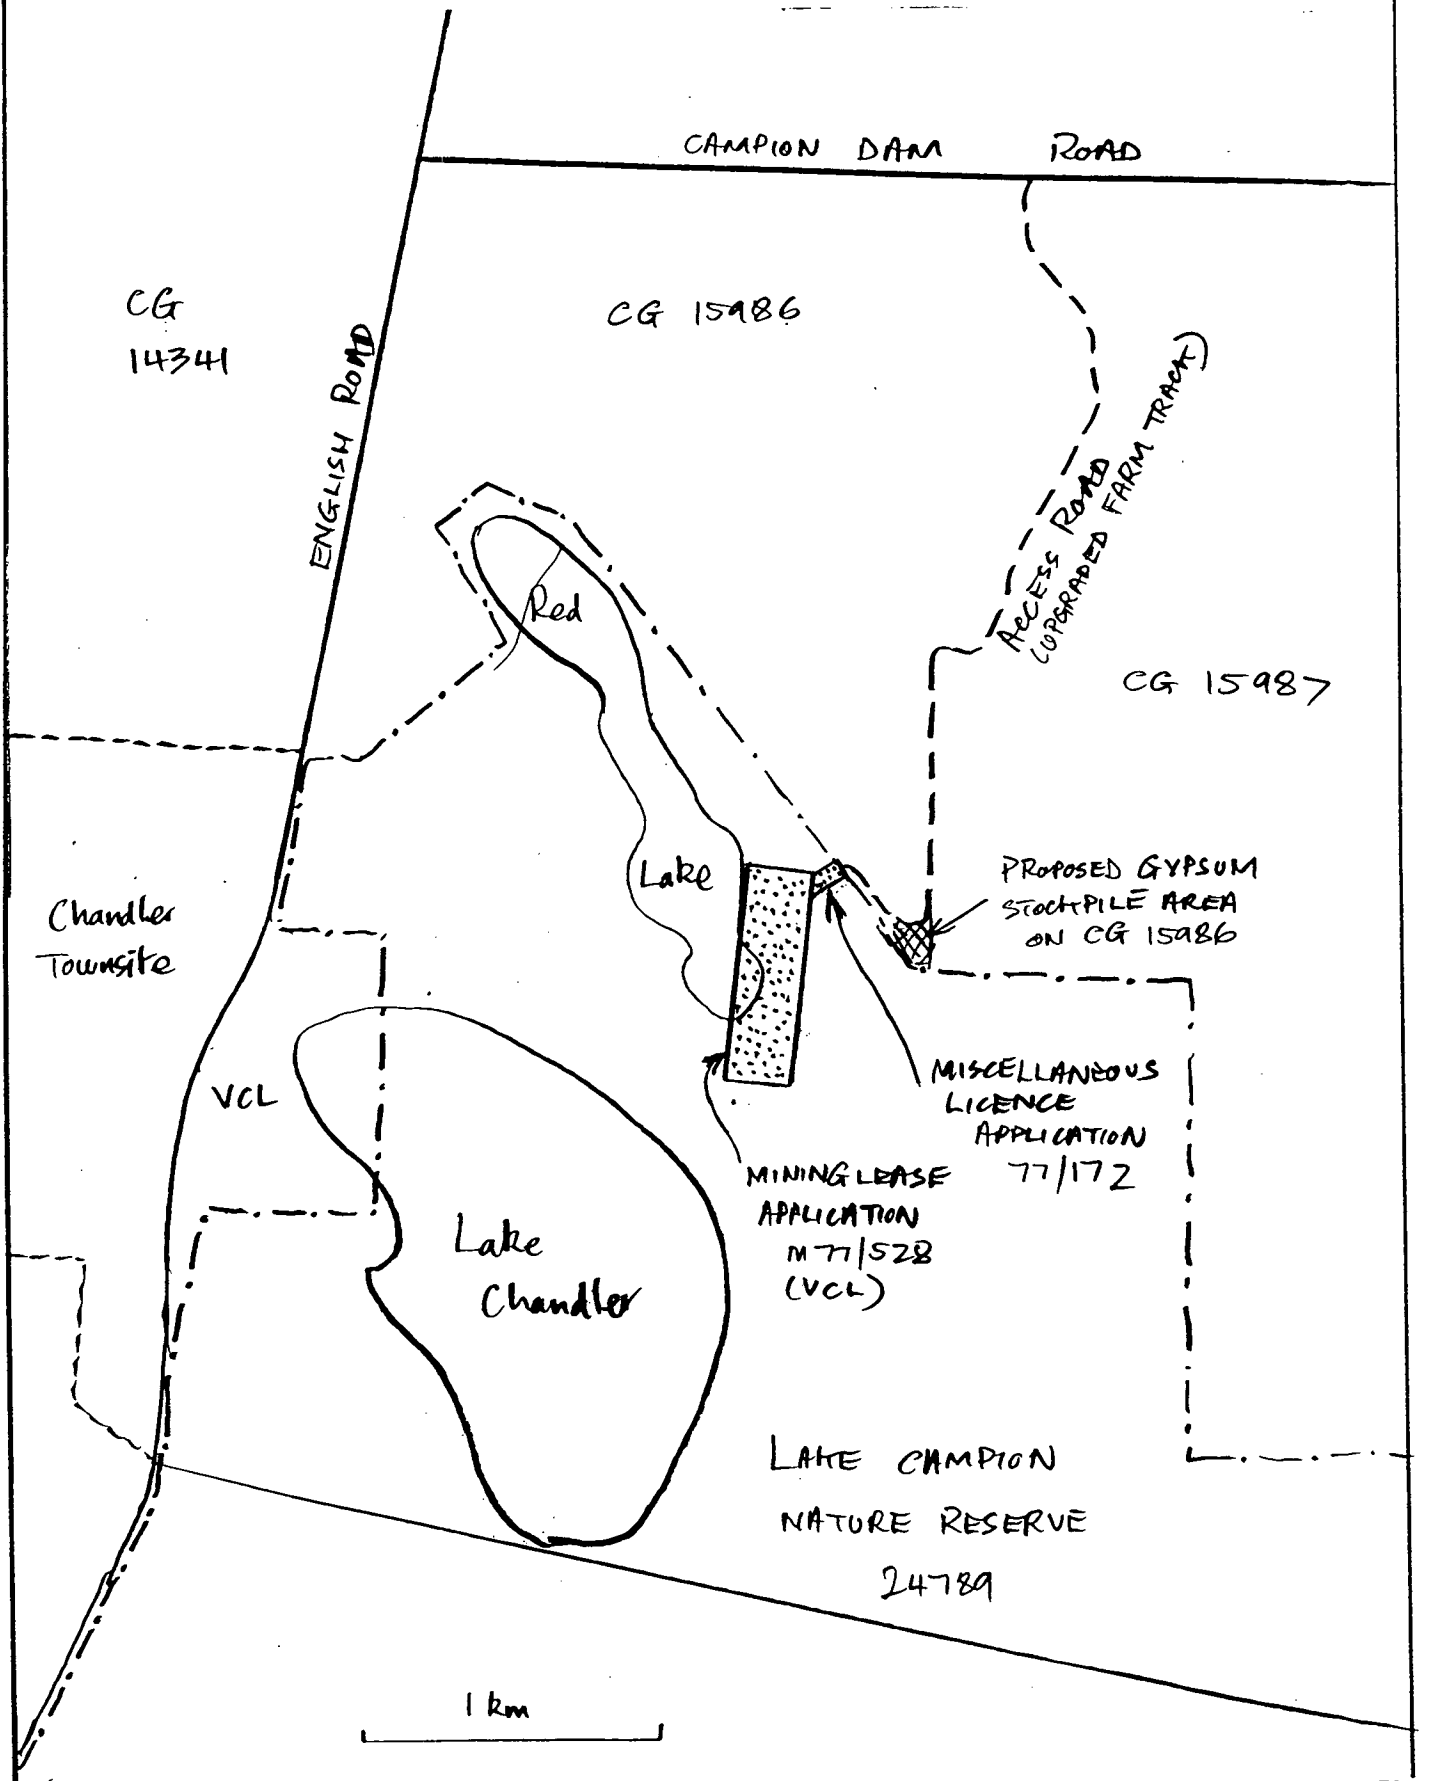 CAMPION DAM ROAD
CG
14341
CG 15986
ENGLISH ROAD
ACCESS ROAD
(UPGRADED FARM TRACK)
Red
CG 15987
Lake
PROPOSED GYPSUM
STOCKPILE AREA
ON CG 15986
Chandler
Townsite
VCL
MISCELLANEOUS
LICENCE
APPLICATION
77/172
MINING LEASE
APPLICATION
M77/528
(VCL)
Lake
Chandler
LAKE CAMPION
NATURE RESERVE
24789
1 km